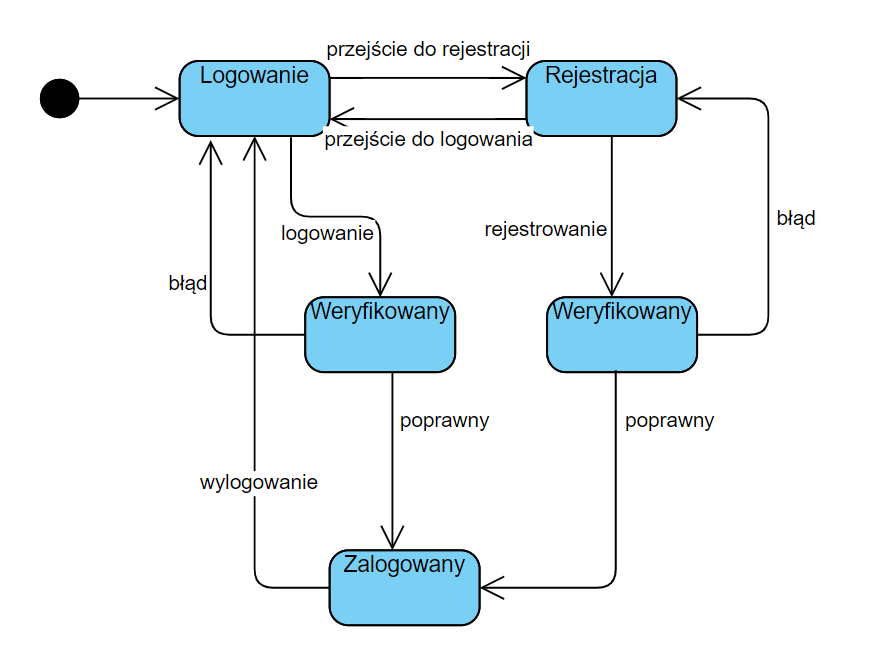 przejście do rejestracji
Logowanie
Rejestracja
przejście do logowania
błąd
rejestrowanie
logowanie
błąd
Weryfikowany
Weryfikowany
poprawny
poprawny
wylogowanie
Zalogowany